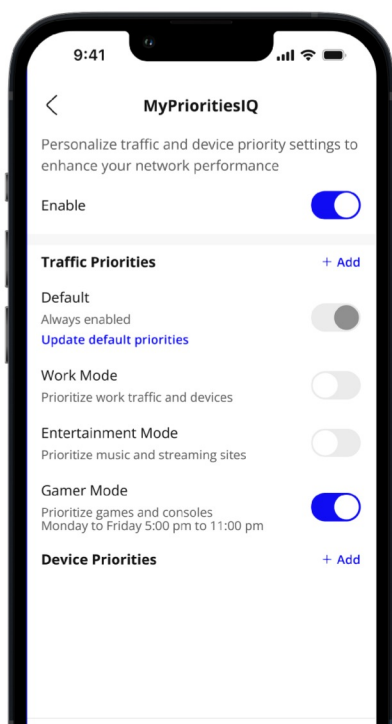 9:41
MyPrioritiesIQ
Personalize traffic and device priority settings to
enhance your network performance
Enable
Traffic Priorities + Add
Default
Always enabled
Update default priorities
Work Mode
Prioritize work traffic and devices
Entertainment Mode
Prioritize music and streaming sites
Gamer Mode
Prioritize games and consoles
Monday to Friday 5:00 pm to 11:00 pm
Device Priorities + Add